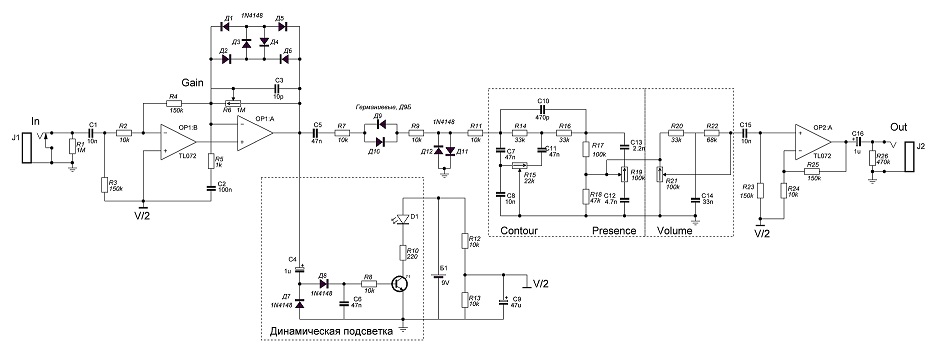 Д1
1N4148
Д5
Д3
Д4
Д2
Д6
C3
10p
Gain
R6
1M
R4
150k
In
J1
R1
1M
C1
10n
R2
10k
OP1:B
TL072
OP1:A
R5
1k
C2
100n
R3
150k
V/2
C5
47n
R7
10k
Германиевые, Д9Б
Д9
Д10
R9
10k
1N4148
Д12
Д11
R11
10k
C10
470p
R14
33k
R16
33k
C7
47n
C11
47n
R15
22k
R17
100k
C13
2.2n
R19
100k
C8
10n
R18
47k
C12
4.7n
Contour
Presence
R20
33k
R22
68k
R21
100k
C14
33n
Volume
C15
10n
OP2:A
TL072
R23
150k
R24
10k
R25
150k
V/2
C16
1u
Out
R26
470k
J2
D1
R10
220
C4
1u
Д8
1N4148
Д7
1N4148
C6
47n
R8
10k
T1
Динамическая подсветка
Б1
9V
R12
10k
R13
10k
C9
47u
V/2